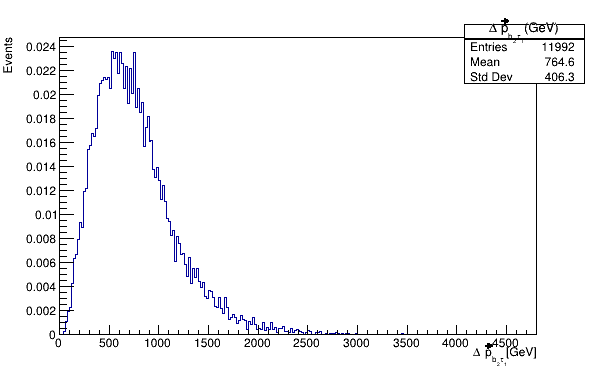 Δ p⃗_b₂τ₁ (GeV)
Entries 11992
Mean 764.6
Std Dev 406.3
Events
0.024
0.022
0.02
0.018
0.016
0.014
0.012
0.01
0.008
0.006
0.004
0.002
0
0 500 1000 1500 2000 2500 3000 3500 4000 4500
Δ p⃗_b₂τ₁ [GeV]